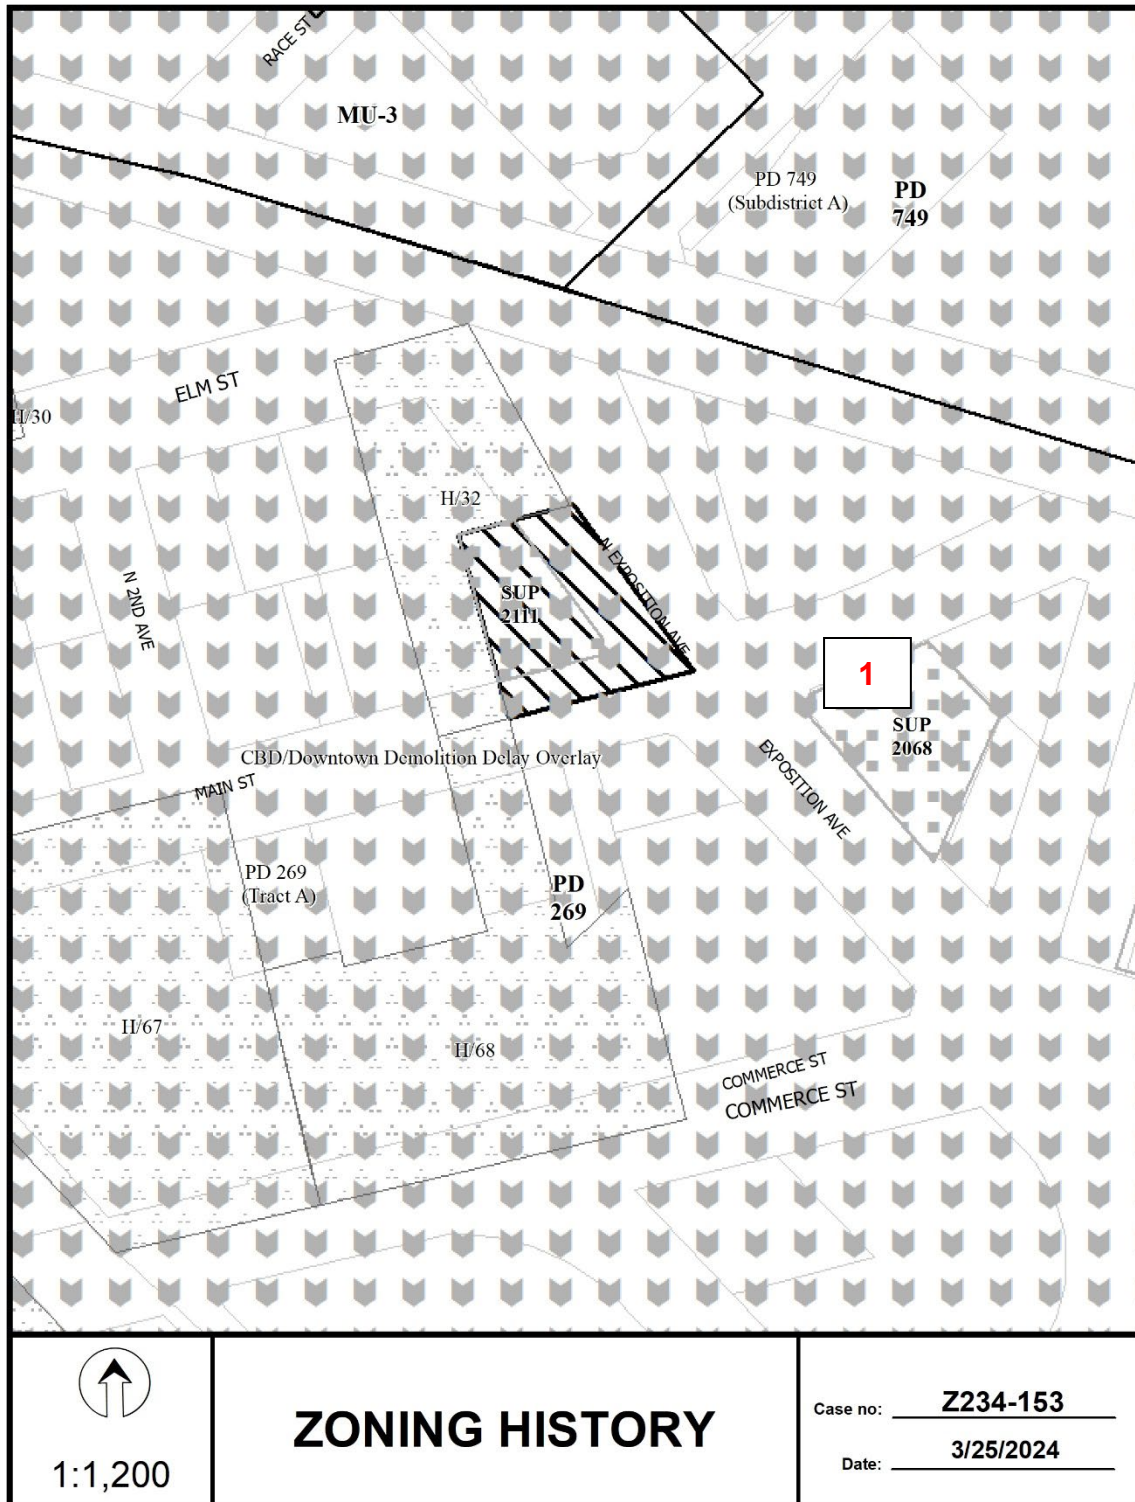 RACE ST
MU-3
PD 749
(Subdistrict A)
PD
749
ELM ST
H/30
H/32
N EXPOSITION AVE
SUP
2111
N 2ND AVE
1
SUP
2068
CBD/Downtown Demolition Delay Overlay
EXPOSITION AVE
MAIN ST
PD 269
(Tract A)
PD
269
H/67
H/68
COMMERCE ST
COMMERCE ST
1:1,200
ZONING HISTORY
Case no: Z234-153
Date: 3/25/2024